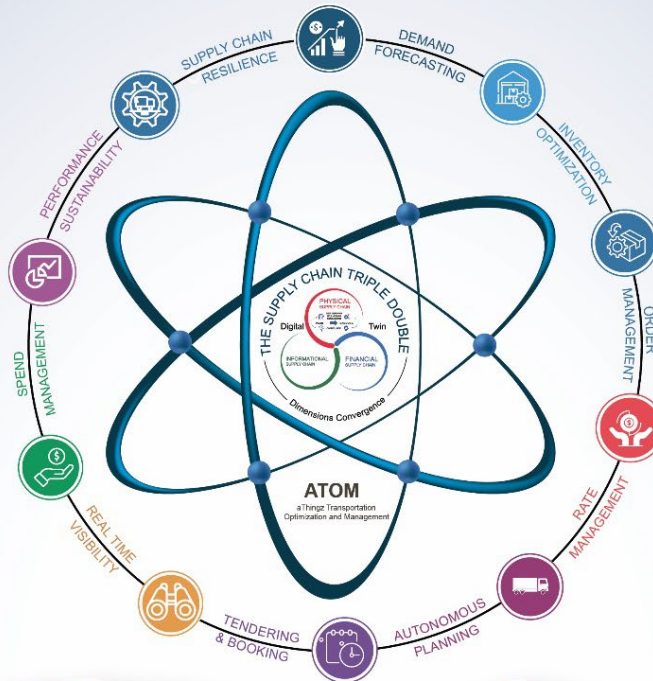 SUPPLY CHAIN
RESILIENCE
DEMAND
FORECASTING
INVENTORY
OPTIMIZATION
ORDER
MANAGEMENT
RATE
MANAGEMENT
AUTONOMOUS
PLANNING
TENDERING
& BOOKING
REAL TIME
VISIBILITY
SPEND
MANAGEMENT
PERFORMANCE
SUSTAINABILITY
THE SUPPLY CHAIN TRIPLE DOUBLE
PHYSICAL
SUPPLY CHAIN
Digital Twin
INFORMATIONAL
SUPPLY CHAIN
FINANCIAL
SUPPLY CHAIN
Dimensions Convergence
ATOM
aThingz Transportation
Optimization and Management